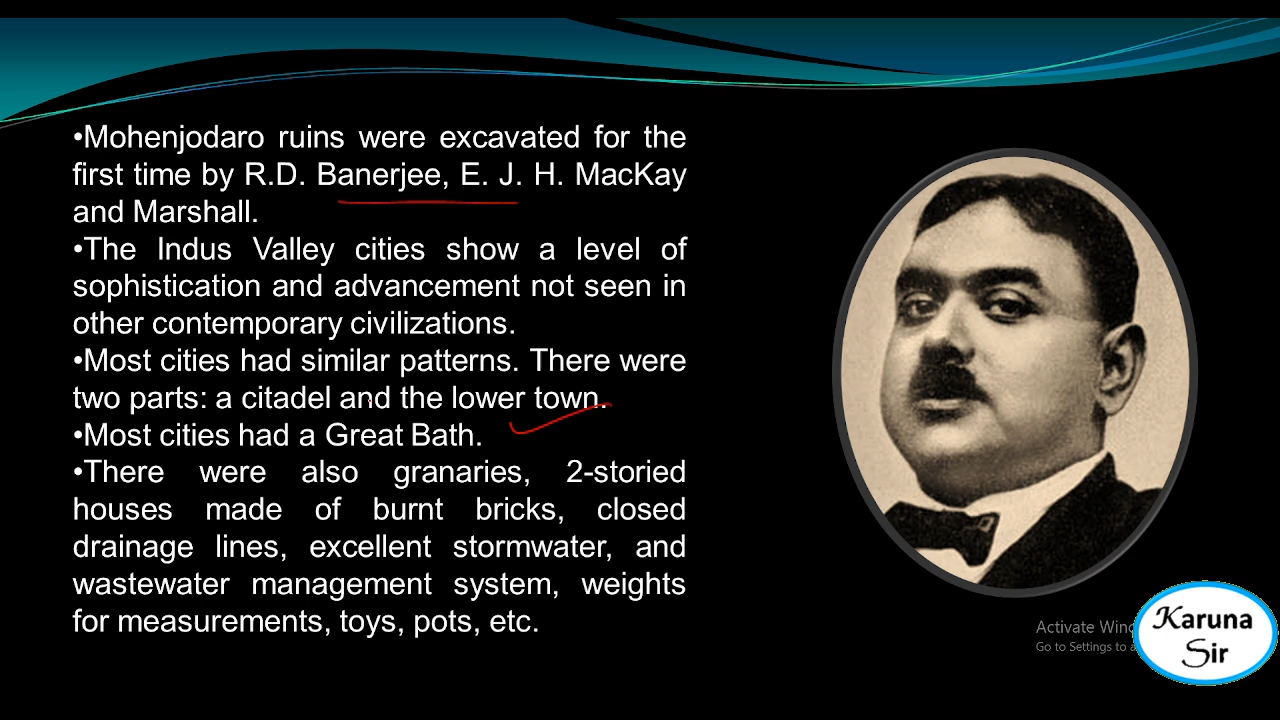 •Mohenjodaro ruins were excavated for the
first time by R.D. Banerjee, E. J. H. MacKay
and Marshall.
•The Indus Valley cities show a level of
sophistication and advancement not seen in
other contemporary civilizations.
•Most cities had similar patterns. There were
two parts: a citadel and the lower town.
•Most cities had a Great Bath.
•There were also granaries, 2-storied
houses made of burnt bricks, closed
drainage lines, excellent stormwater, and
wastewater management system, weights
for measurements, toys, pots, etc.
Activate Wind
Go to Settings to a
Karuna
Sir